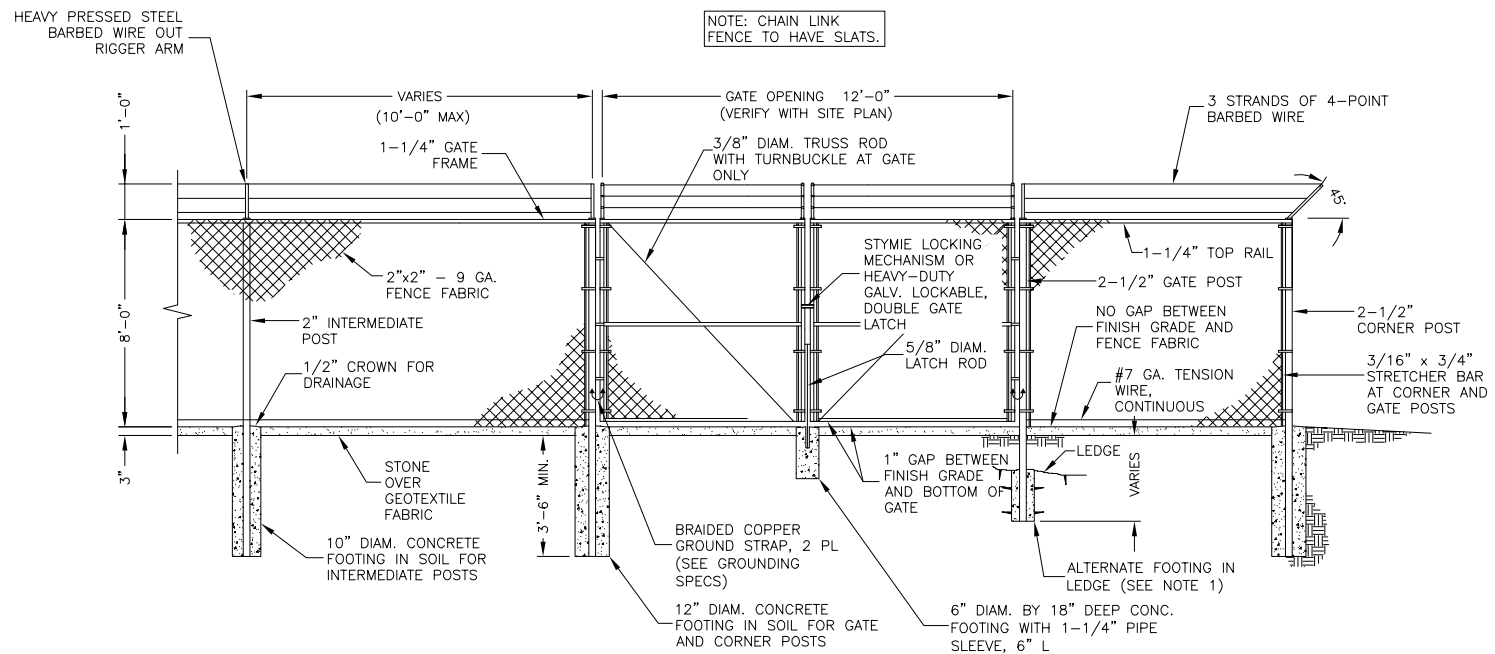 HEAVY PRESSED STEEL
BARBED WIRE OUT
RIGGER ARM
NOTE: CHAIN LINK
FENCE TO HAVE SLATS.
1'-0"
VARIES
(10'-0" MAX)
GATE OPENING 12'-0"
(VERIFY WITH SITE PLAN)
3 STRANDS OF 4-POINT
BARBED WIRE
1-1/4" GATE
FRAME
3/8" DIAM. TRUSS ROD
WITH TURNBUCKLE AT GATE
ONLY
45°
8'-0"
2"x2" - 9 GA.
FENCE FABRIC
STYMIE LOCKING
MECHANISM OR
HEAVY-DUTY
GALV. LOCKABLE,
DOUBLE GATE
LATCH
1-1/4" TOP RAIL
2-1/2" GATE POST
2" INTERMEDIATE
POST
NO GAP BETWEEN
FINISH GRADE AND
FENCE FABRIC
2-1/2"
CORNER POST
1/2" CROWN FOR
DRAINAGE
5/8" DIAM.
LATCH ROD
#7 GA. TENSION
WIRE,
CONTINUOUS
3/16" x 3/4"
STRETCHER BAR
AT CORNER AND
GATE POSTS
3"
STONE
OVER
GEOTEXTILE
FABRIC
3'-6" MIN.
1" GAP BETWEEN
FINISH GRADE
AND BOTTOM OF
GATE
LEDGE
VARIES
10" DIAM. CONCRETE
FOOTING IN SOIL FOR
INTERMEDIATE POSTS
BRAIDED COPPER
GROUND STRAP, 2 PL
(SEE GROUNDING
SPECS)
ALTERNATE FOOTING IN
LEDGE (SEE NOTE 1)
12" DIAM. CONCRETE
FOOTING IN SOIL FOR GATE
AND CORNER POSTS
6" DIAM. BY 18" DEEP CONC.
FOOTING WITH 1-1/4" PIPE
SLEEVE, 6" L